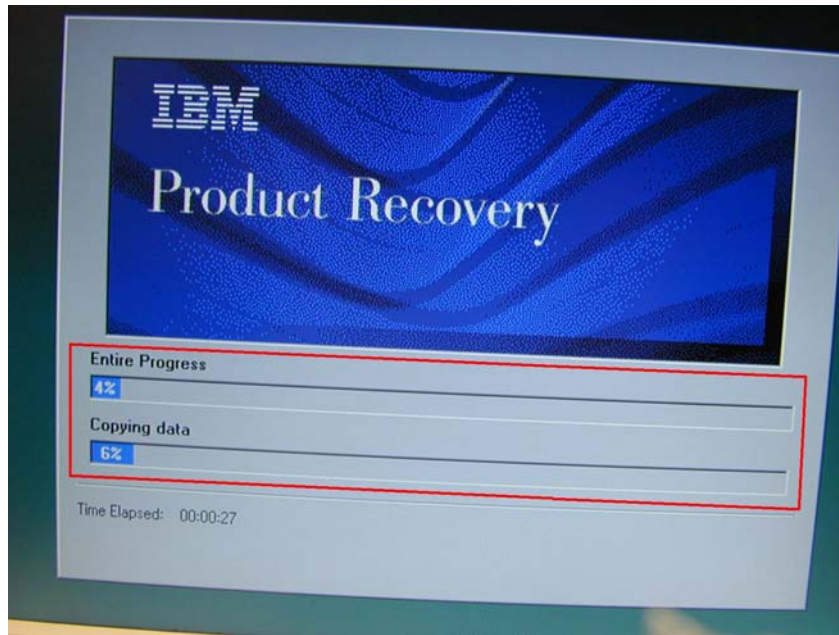 IBM
Product Recovery
Entire Progress
4%
Copying data
6%
Time Elapsed: 00:00:27